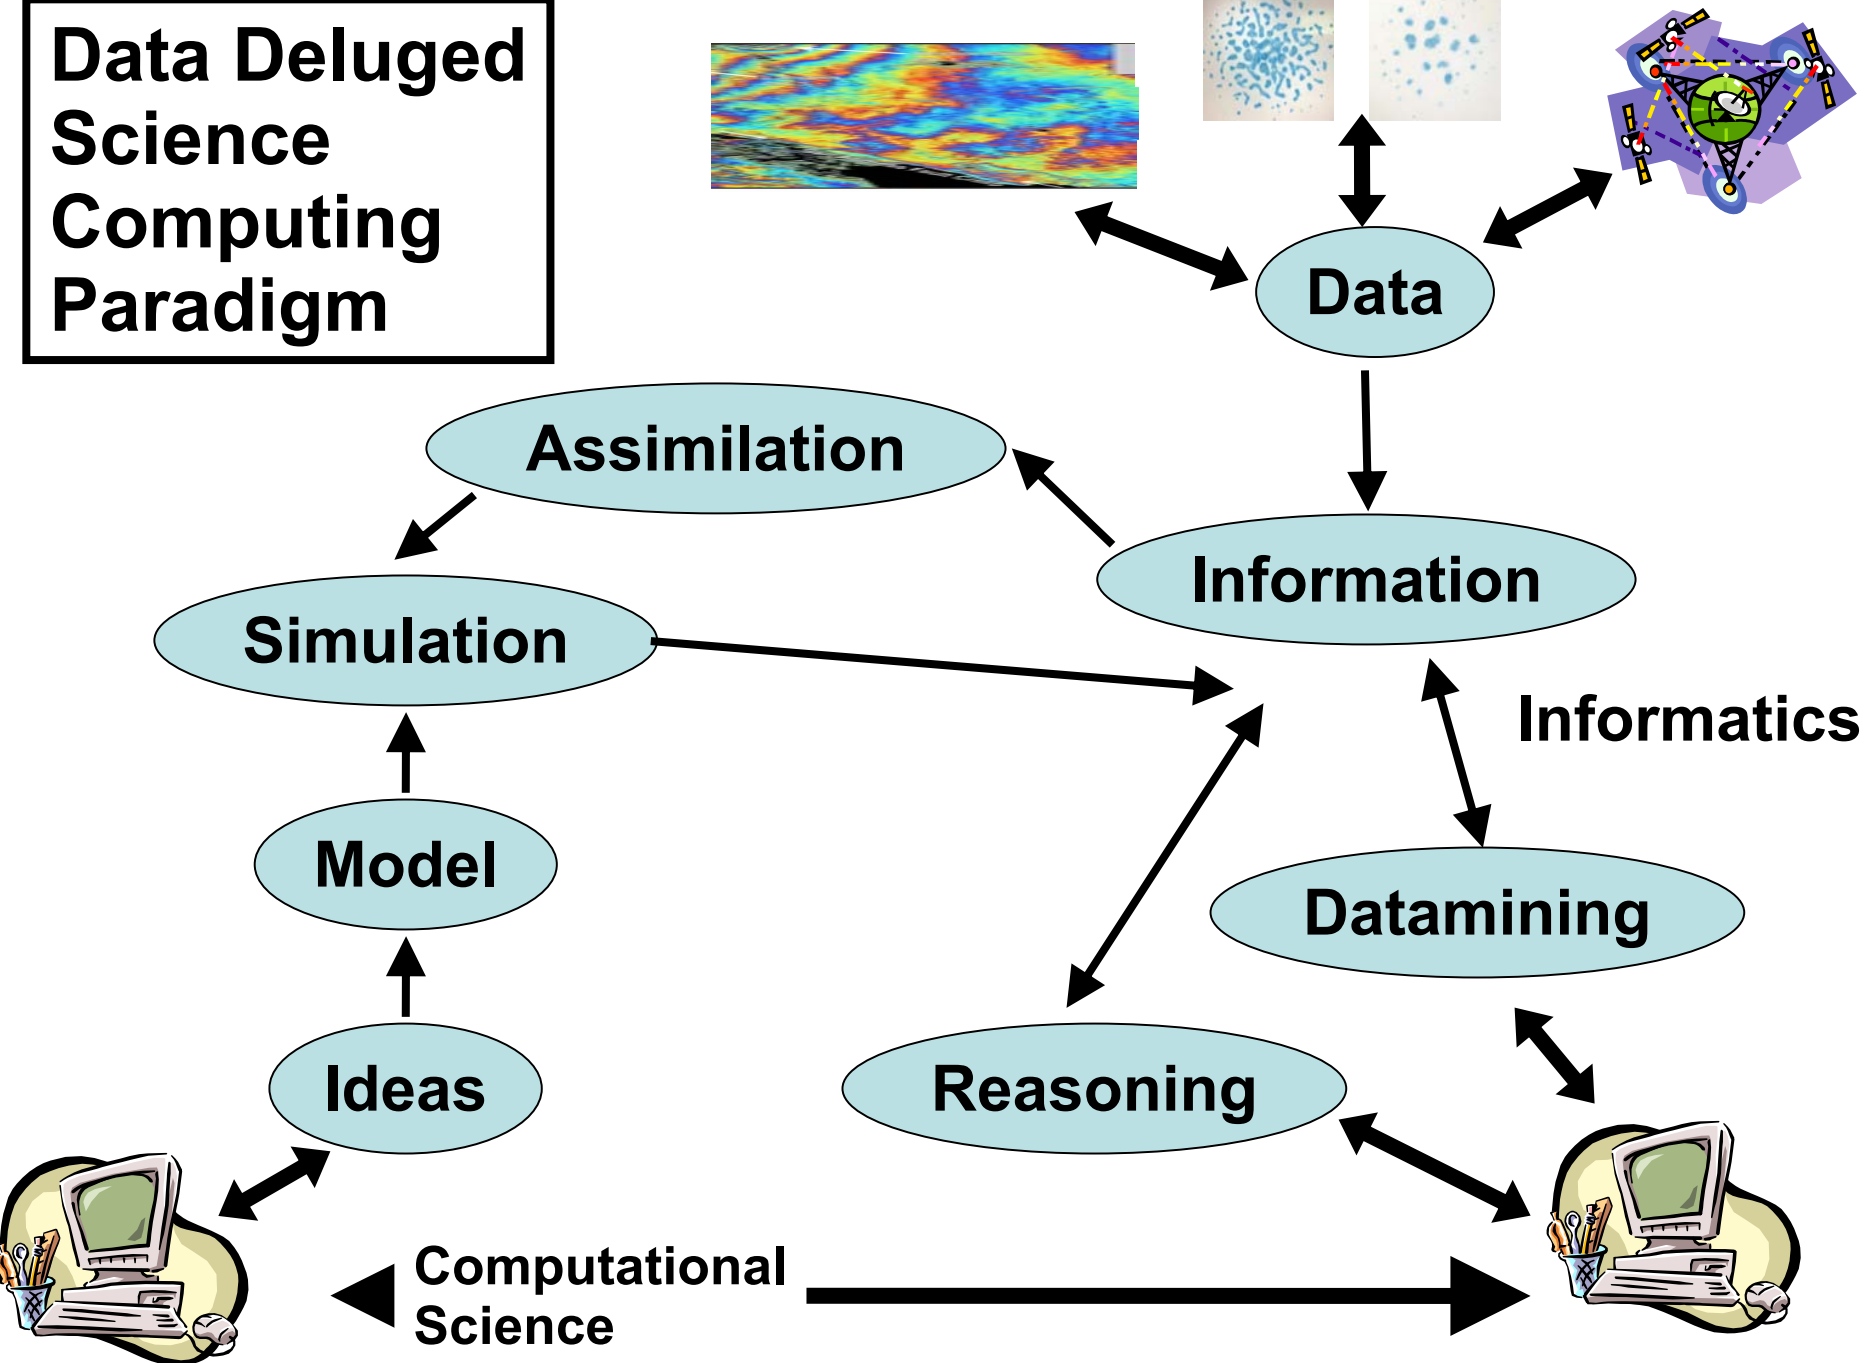 Data Deluged
Science
Computing
Paradigm
Data
Assimilation
Information
Simulation
Informatics
Model
Datamining
Ideas
Reasoning
Computational
Science